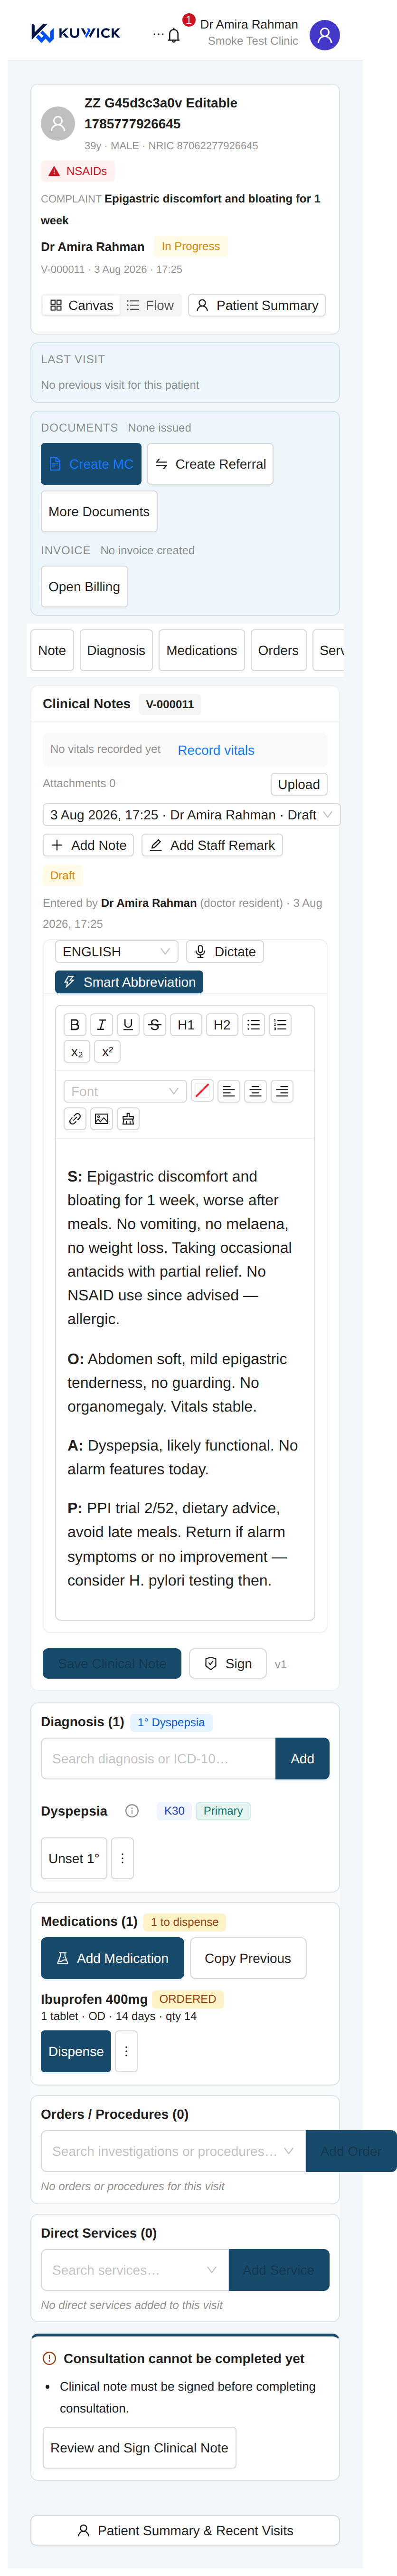 KUWICK
...
1
Dr Amira Rahman
Smoke Test Clinic
ZZ G45d3c3a0v Editable
1785777926645
39y · MALE · NRIC 87062277926645
NSAIDs
COMPLAINT Epigastric discomfort and bloating for 1
week
Dr Amira Rahman In Progress
V-000011 · 3 Aug 2026 · 17:25
Canvas Flow Patient Summary
LAST VISIT
No previous visit for this patient
DOCUMENTS None issued
Create MC Create Referral
More Documents
INVOICE No invoice created
Open Billing
Note Diagnosis Medications Orders Serv
Clinical Notes V-000011
No vitals recorded yet Record vitals
Attachments 0 Upload
3 Aug 2026, 17:25 · Dr Amira Rahman · Draft
Add Note Add Staff Remark
Draft
Entered by Dr Amira Rahman (doctor resident) · 3 Aug
2026, 17:25
ENGLISH Dictate
Smart Abbreviation
B I U S H1 H2
x₂ x²
Font
S: Epigastric discomfort and
bloating for 1 week, worse after
meals. No vomiting, no melaena,
no weight loss. Taking occasional
antacids with partial relief. No
NSAID use since advised —
allergic.
O: Abdomen soft, mild epigastric
tenderness, no guarding. No
organomegaly. Vitals stable.
A: Dyspepsia, likely functional. No
alarm features today.
P: PPI trial 2/52, dietary advice,
avoid late meals. Return if alarm
symptoms or no improvement —
consider H. pylori testing then.
Save Clinical Note Sign v1
Diagnosis (1) 1° Dyspepsia
Search diagnosis or ICD-10… Add
Dyspepsia K30 Primary
Unset 1° ⋮
Medications (1) 1 to dispense
Add Medication Copy Previous
Ibuprofen 400mg ORDERED
1 tablet · OD · 14 days · qty 14
Dispense ⋮
Orders / Procedures (0)
Search investigations or procedures… Add Order
No orders or procedures for this visit
Direct Services (0)
Search services… Add Service
No direct services added to this visit
Consultation cannot be completed yet
• Clinical note must be signed before completing
consultation.
Review and Sign Clinical Note
Patient Summary & Recent Visits